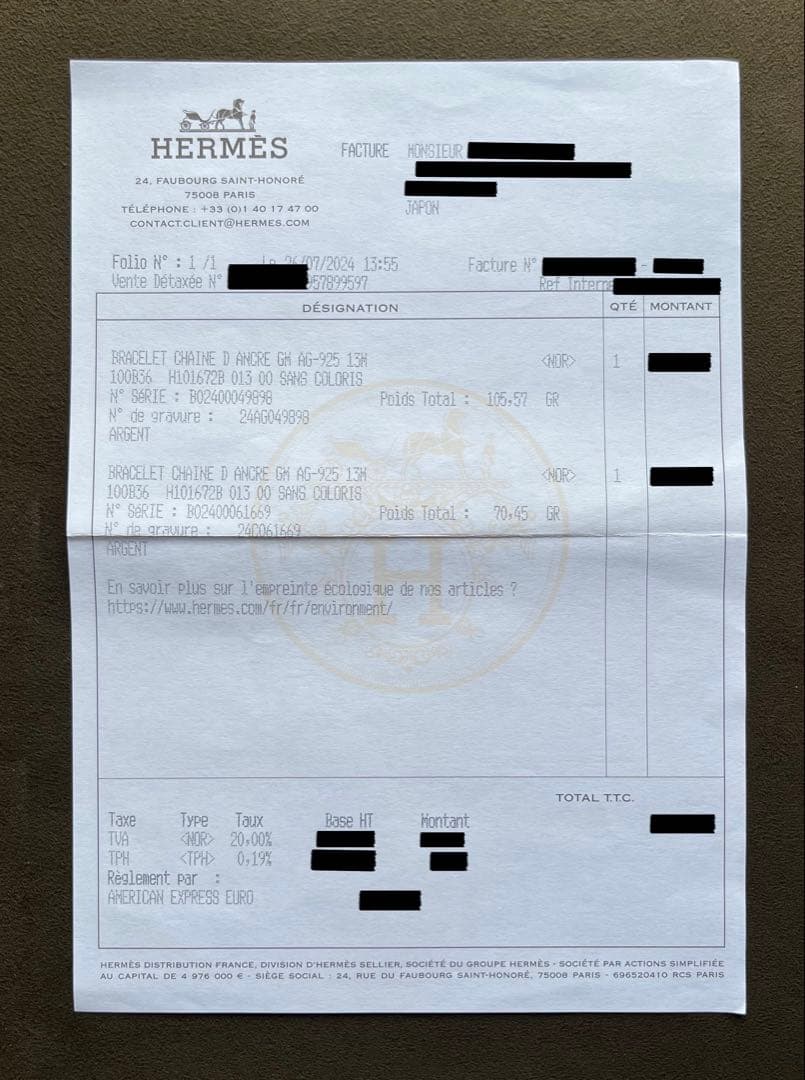 HERMÈS
24, FAUBOURG SAINT-HONORÉ
75008 PARIS
TÉLÉPHONE : +33 (0)1 40 17 47 00
CONTACT.CLIENT@HERMES.COM
FACTURE MONSIEUR
JAPON
Folio N° : 1 /1 Le 26/07/2024 13:55 Facture N° -
Vente Détaxée N° 957899597 Ref Interne
DÉSIGNATION QTÉ MONTANT
BRACELET CHAINE D ANCRE GM AG-925 13M <NOR> 1
100B36 H101672B 013 00 SANS COLORIS
N° SéRIE : BO2400049898 Poids Total : 105,57 GR
N° de gravure : 24AG049898
ARGENT
BRACELET CHAINE D ANCRE GM AG-925 13M <NOR> 1
100B36 H101672B 013 00 SANS COLORIS
N° SéRIE : BO2400061669 Poids Total : 70,45 GR
N° de gravure : 24CO61669
ARGENT
En savoir plus sur l'empreinte écologique de nos articles ?
https://www.hermes.com/fr/fr/environment/
TOTAL T.T.C.
Taxe Type Taux Base HT Montant
TVA <NOR> 20,00%
TPH <TPH> 0,19%
Règlement par :
AMERICAN EXPRESS EURO
HERMÈS DISTRIBUTION FRANCE, DIVISION D'HERMÈS SELLIER, SOCIÉTÉ DU GROUPE HERMÈS - SOCIÉTÉ PAR ACTIONS SIMPLIFIÉE
AU CAPITAL DE 4 976 000 € - SIÈGE SOCIAL : 24, RUE DU FAUBOURG SAINT-HONORÉ, 75008 PARIS - 696520410 RCS PARIS